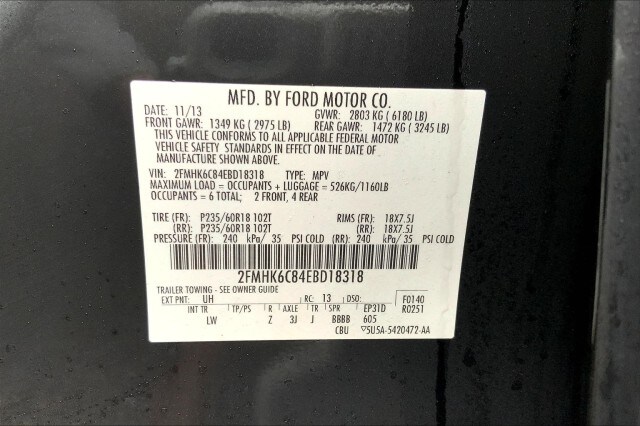 MFD. BY FORD MOTOR CO.
DATE: 11/13 GVWR: 2803 KG ( 6180 LB)
FRONT GAWR: 1349 KG ( 2975 LB) REAR GAWR: 1472 KG ( 3245 LB)
THIS VEHICLE CONFORMS TO ALL APPLICABLE FEDERAL MOTOR
VEHICLE SAFETY STANDARDS IN EFFECT ON THE DATE OF
MANUFACTURE SHOWN ABOVE.
VIN: 2FMHK6C84EBD18318 TYPE: MPV
MAXIMUM LOAD = OCCUPANTS + LUGGAGE = 526KG/1160LB
OCCUPANTS = 6 TOTAL: 2 FRONT, 4 REAR
TIRE (FR): P235/60R18 102T RIMS (FR): 18X7.5J
(RR): P235/60R18 102T (RR): 18X7.5J
PRESSURE (FR): 240 kPa/ 35 PSI COLD (RR): 240 kPa/ 35 PSI COLD
2FMHK6C84EBD18318
TRAILER TOWING - SEE OWNER GUIDE
EXT PNT: UH RC: 13 DSO: F0140
INT TR TP/PS R AXLE TR SPR EP31D R0251
LW Z 3J J BBBB 605
CBU ▽5U5A-5420472-AA